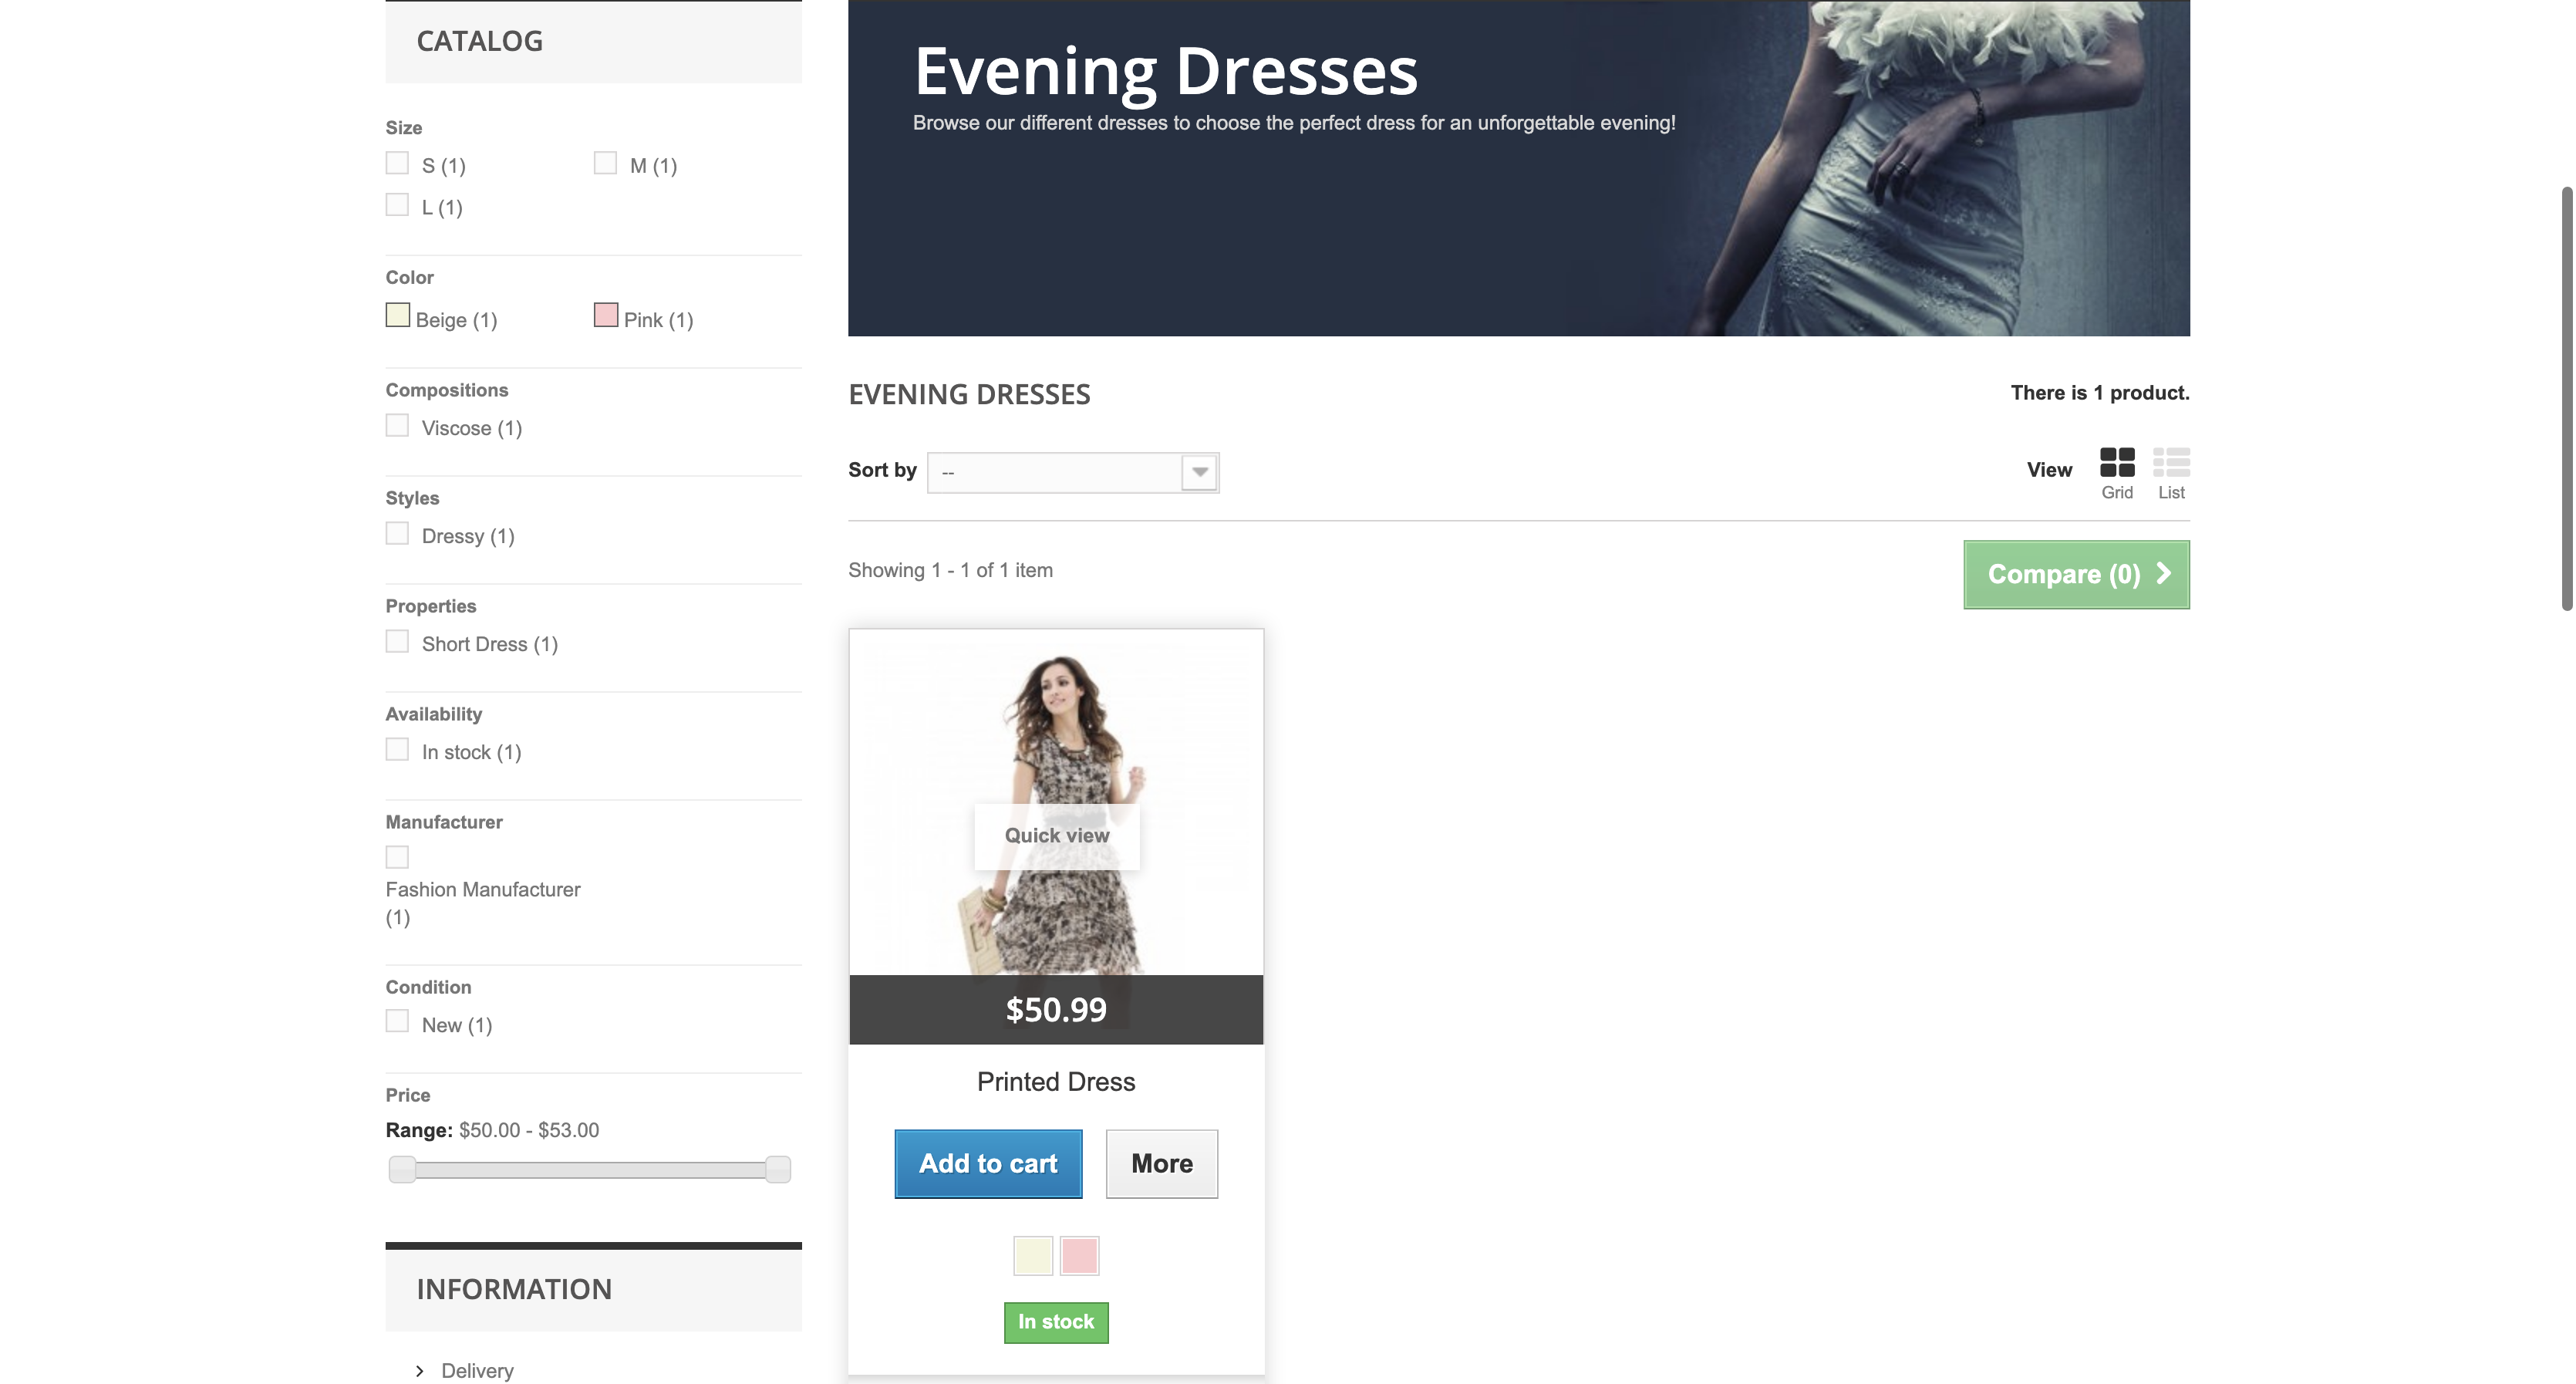 CATALOG
Size
S (1)
M (1)
L (1)
Color
Beige (1)
Pink (1)
Compositions
Viscose (1)
Styles
Dressy (1)
Properties
Short Dress (1)
Availability
In stock (1)
Manufacturer
Fashion Manufacturer
(1)
Condition
New (1)
Price
Range: $50.00 - $53.00
INFORMATION
Delivery
Evening Dresses
Browse our different dresses to choose the perfect dress for an unforgettable evening!
EVENING DRESSES
There is 1 product.
Sort by
--
View
Grid
List
Showing 1 - 1 of 1 item
Compare (0)
Quick view
$50.99
Printed Dress
Add to cart
More
In stock